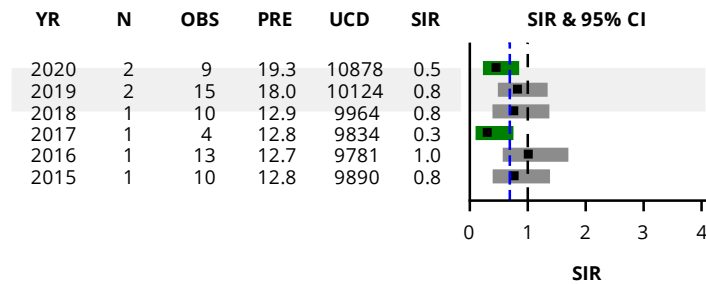 YR N OBS PRE UCD SIR SIR & 95% CI
2020 2 9 19.3 10878 0.5
2019 2 15 18.0 10124 0.8
2018 1 10 12.9 9964 0.8
2017 1 4 12.8 9834 0.3
2016 1 13 12.7 9781 1.0
2015 1 10 12.8 9890 0.8
0 1 2 3 4
SIR